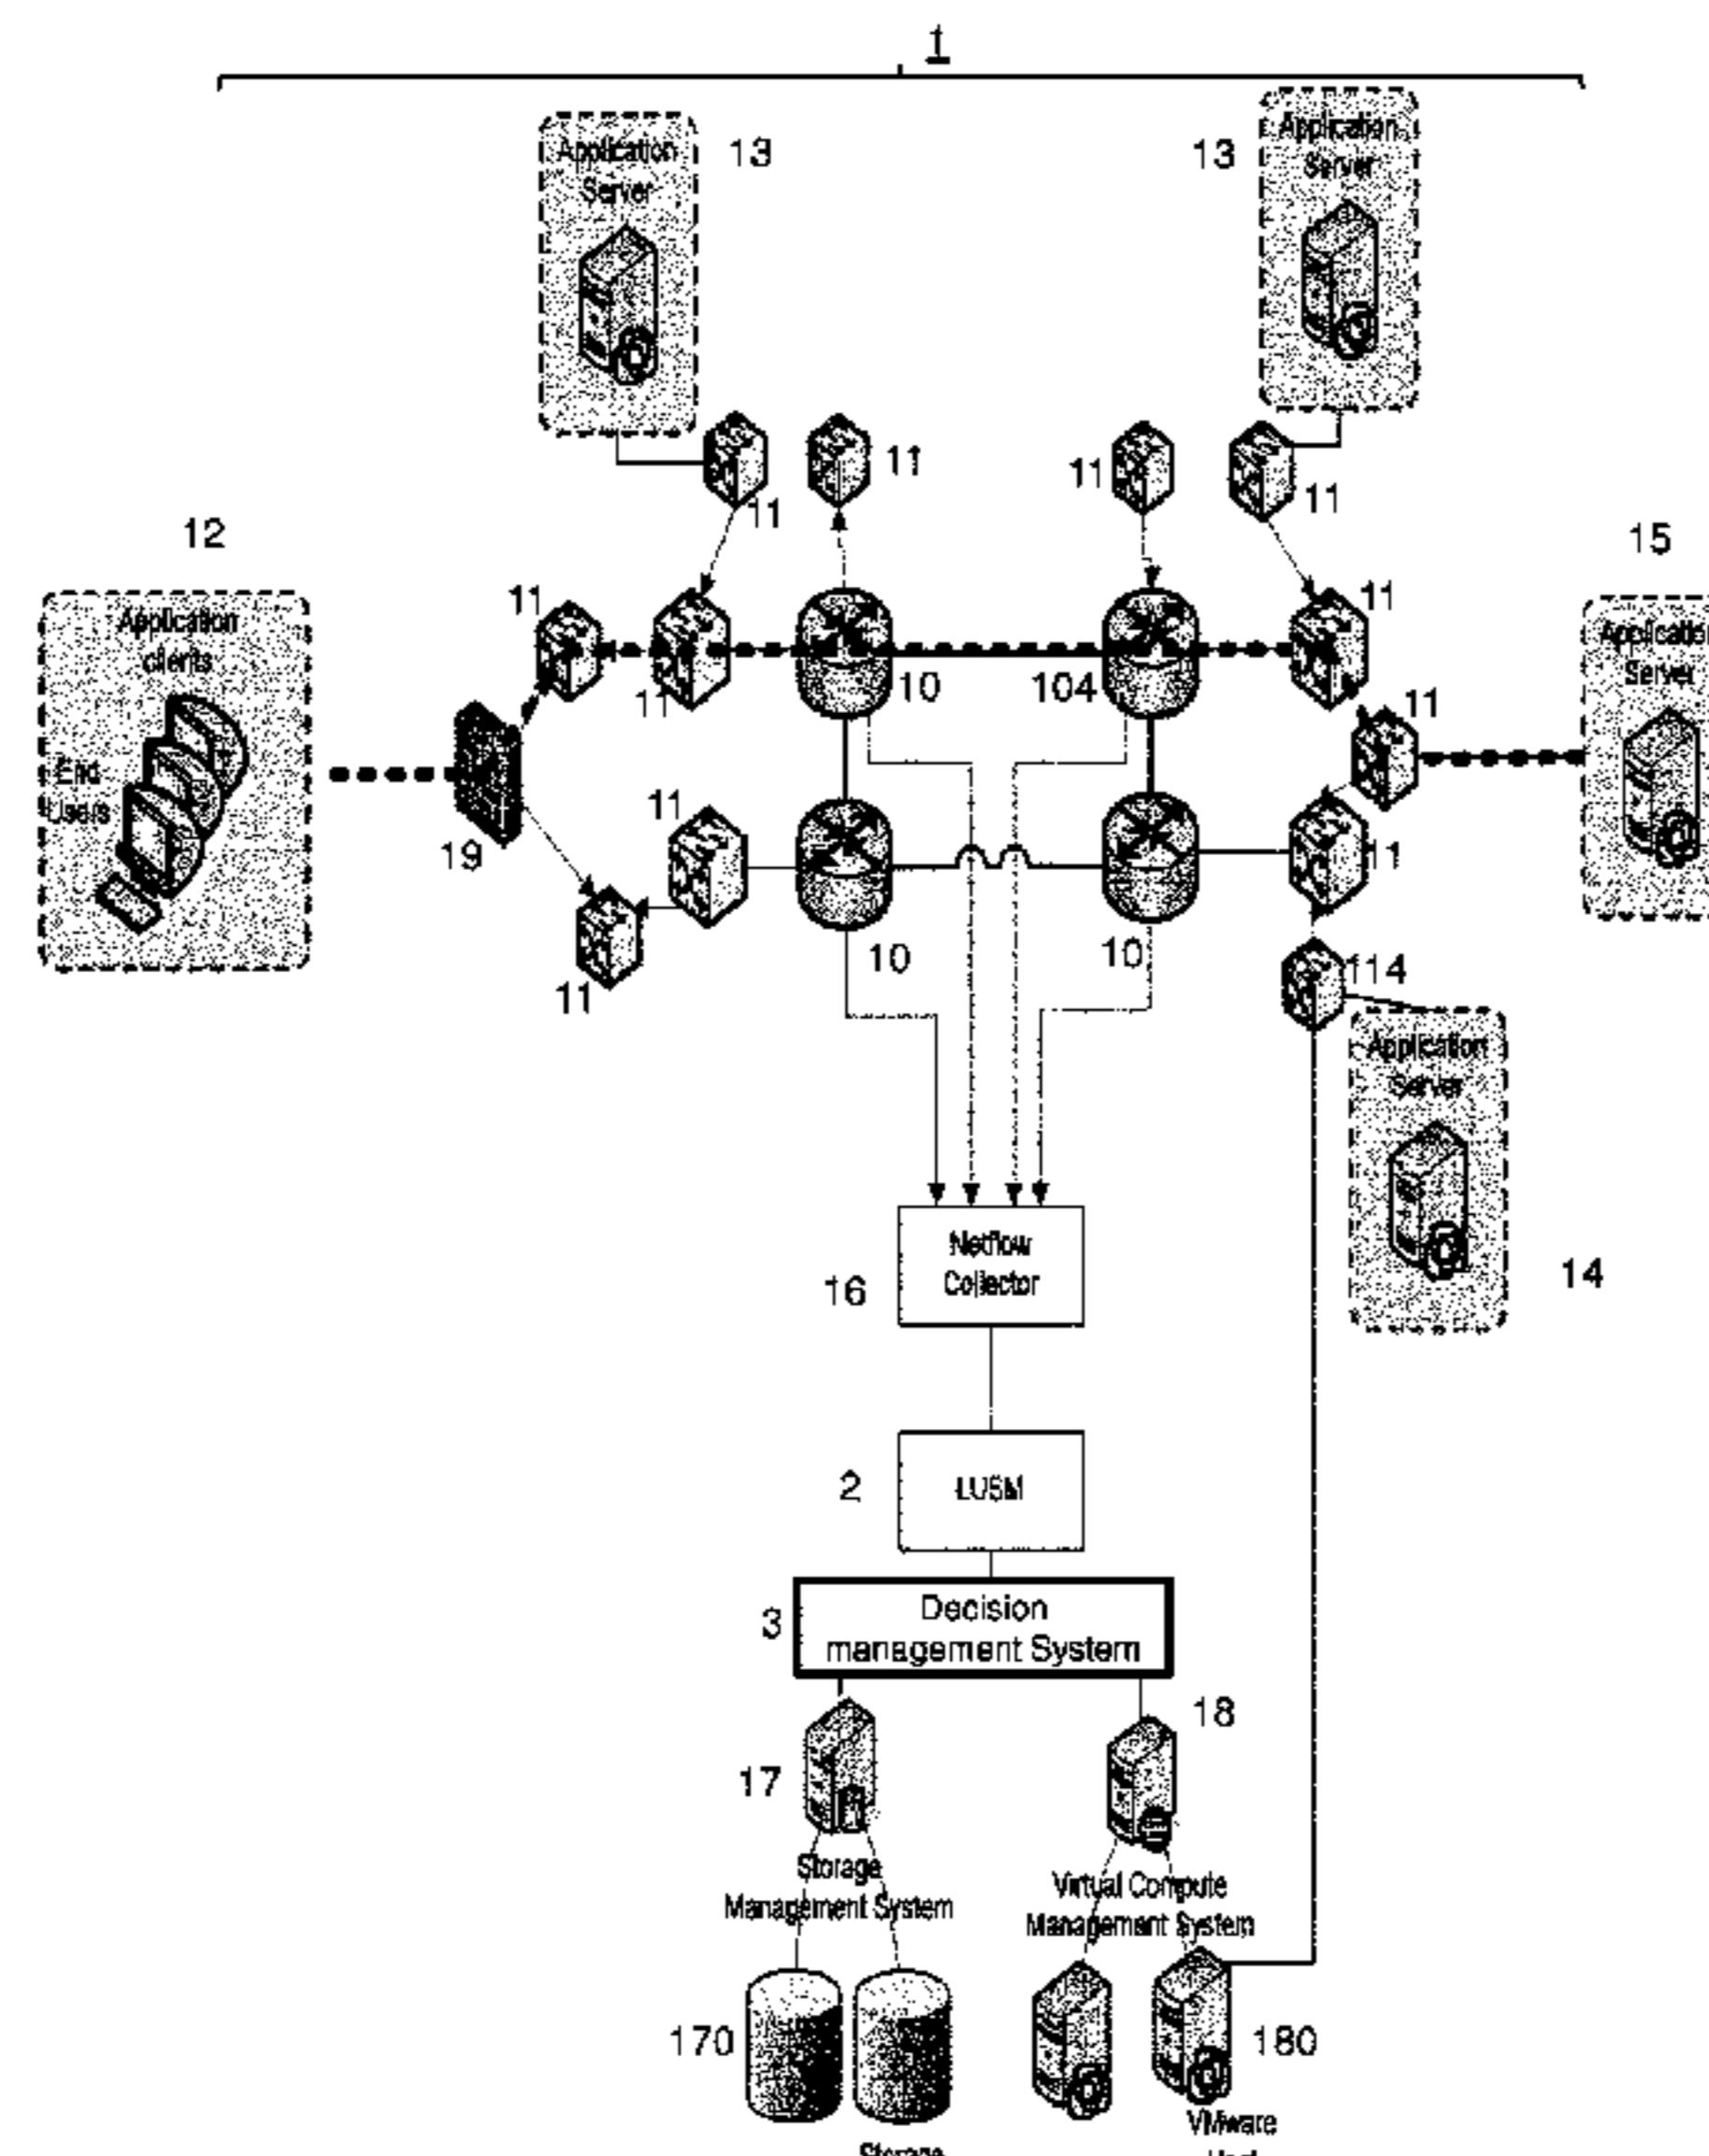 1
Application
Server
13
13
Application
Server
11
11
11
11
12
15
Application
clients
End
Users
11
11
10
104
11
11
Application
Server
19
11
11
10
10
11
114
Application
Server
14
Netflow
Collector
16
2
LUSM
3
Decision
management System
17
18
Storage
Management System
Virtual Compute
Management System
170
180
VMware
Storage